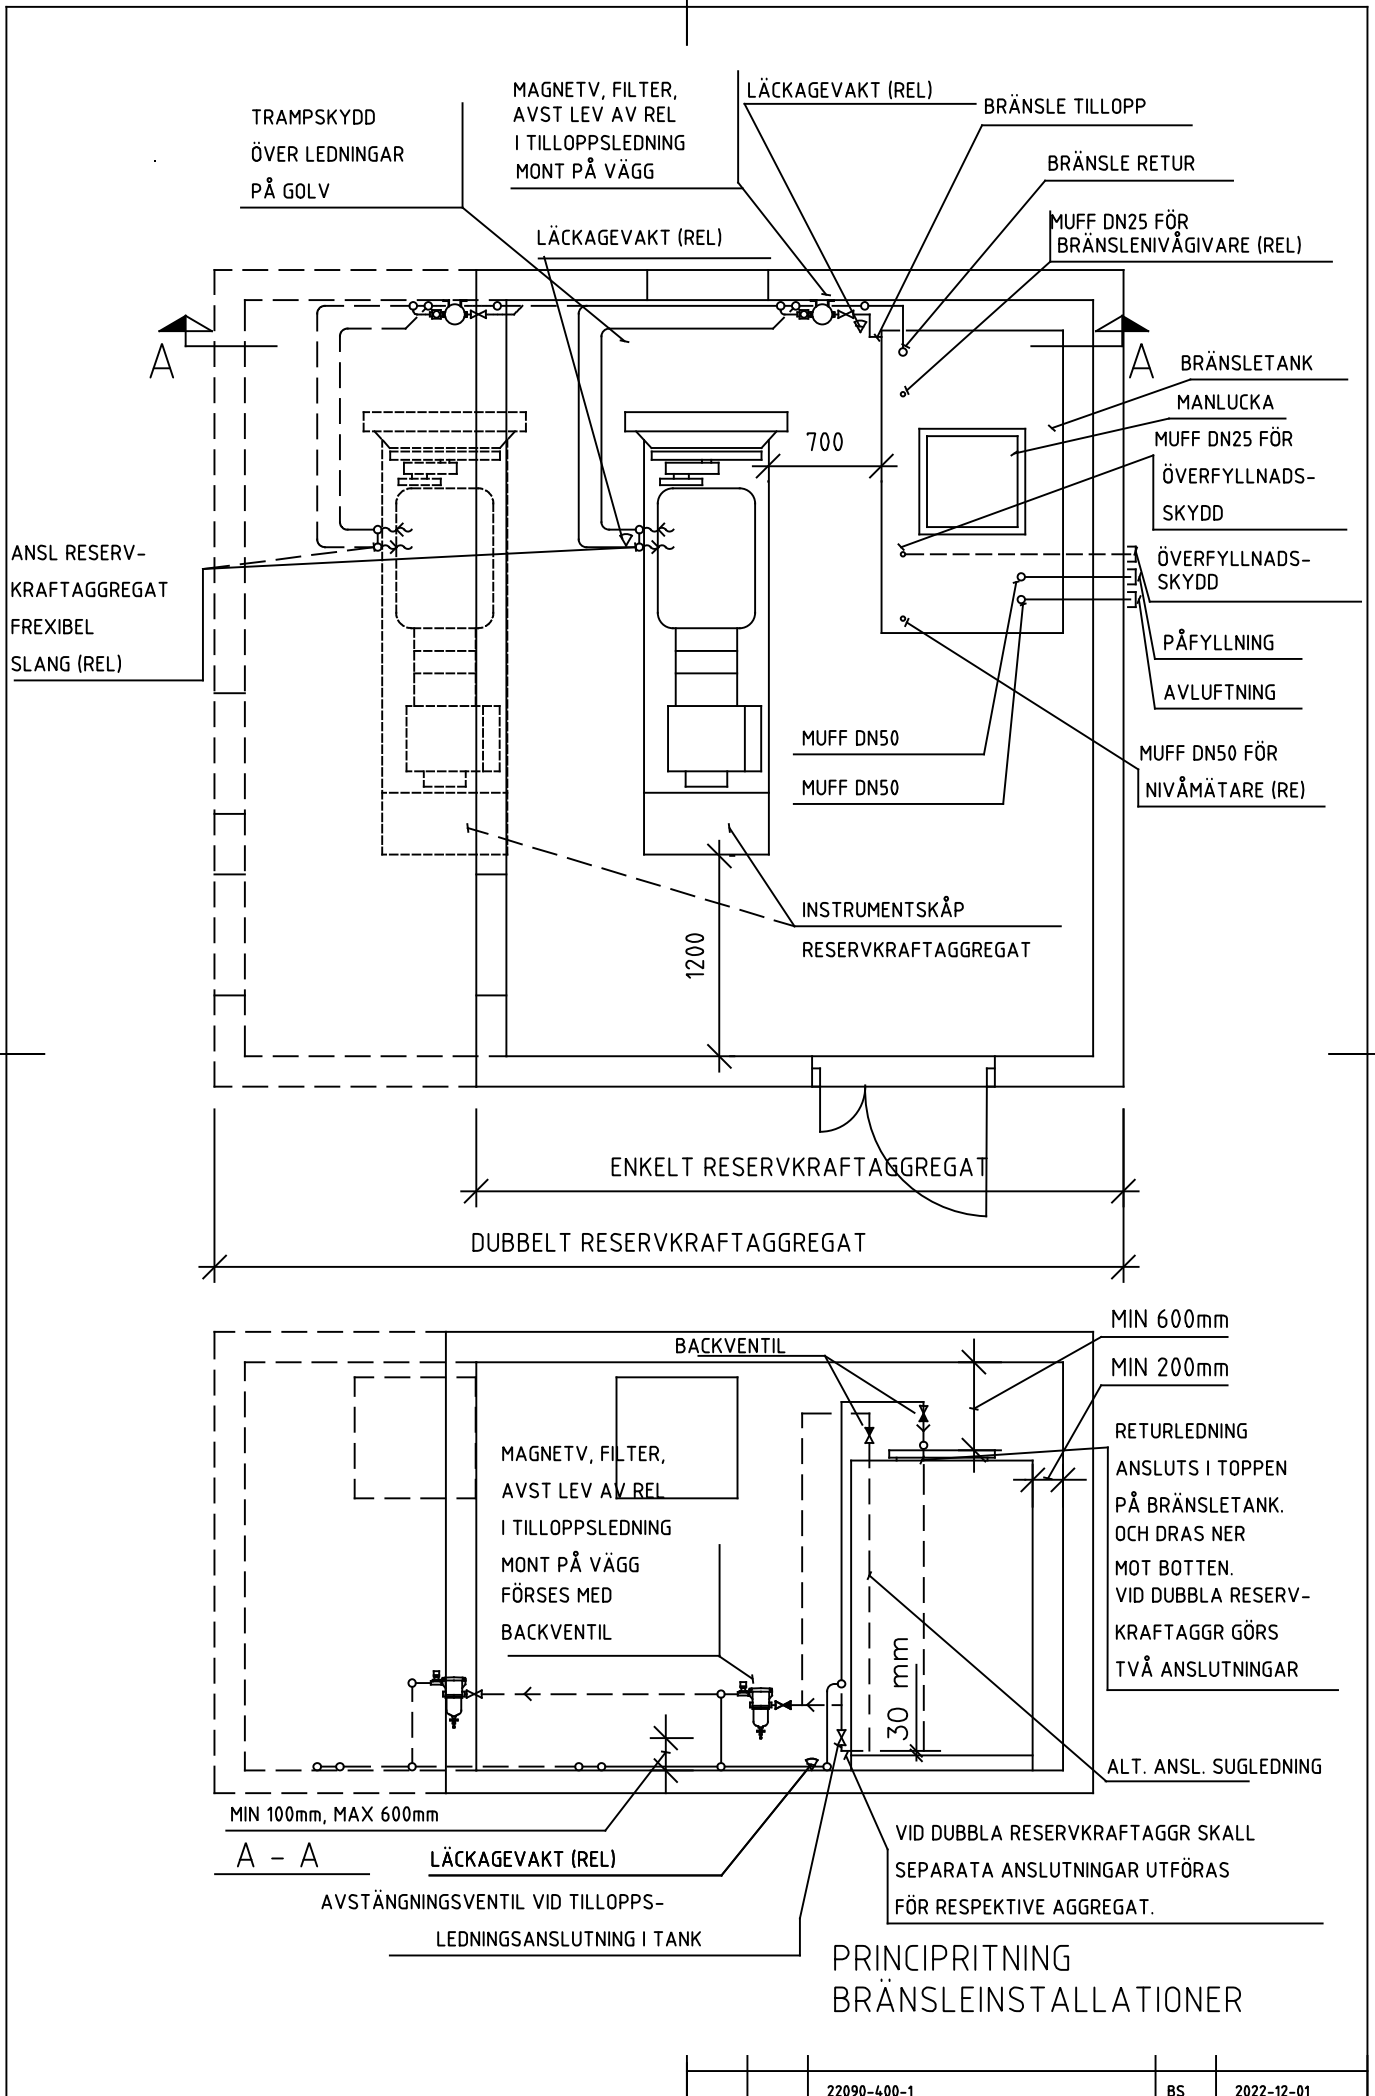 TRAMPSKYDD
ÖVER LEDNINGAR
PÅ GOLV
MAGNETV, FILTER,
AVST LEV AV REL
I TILLOPPSLEDNING
MONT PÅ VÄGG
LÄCKAGEVAKT (REL)
BRÄNSLE TILLOPP
BRÄNSLE RETUR
MUFF DN25 FÖR
BRÄNSLENIVÅGIVARE (REL)
LÄCKAGEVAKT (REL)
A
A
BRÄNSLETANK
MANLUCKA
MUFF DN25 FÖR
ÖVERFYLLNADS-
SKYDD
700
ANSL RESERV-
KRAFTAGGREGAT
FREXIBEL
SLANG (REL)
ÖVERFYLLNADS-
SKYDD
PÅFYLLNING
AVLUFTNING
MUFF DN50
MUFF DN50
MUFF DN50 FÖR
NIVÅMÄTARE (RE)
INSTRUMENTSKÅP
RESERVKRAFTAGGREGAT
1200
ENKELT RESERVKRAFTAGGREGAT
DUBBELT RESERVKRAFTAGGREGAT
MIN 600mm
BACKVENTIL
MIN 200mm
MAGNETV, FILTER,
AVST LEV AV REL
I TILLOPPSLEDNING
MONT PÅ VÄGG
FÖRSES MED
BACKVENTIL
RETURLEDNING
ANSLUTS I TOPPEN
PÅ BRÄNSLETANK.
OCH DRAS NER
MOT BOTTEN.
VID DUBBLA RESERV-
KRAFTAGGR GÖRS
TVÅ ANSLUTNINGAR
30 mm
ALT. ANSL. SUGLEDNING
MIN 100mm, MAX 600mm
A - A
LÄCKAGEVAKT (REL)
AVSTÄNGNINGSVENTIL VID TILLOPPS-
LEDNINGSANSLUTNING I TANK
VID DUBBLA RESERVKRAFTAGGR SKALL
SEPARATA ANSLUTNINGAR UTFÖRAS
FÖR RESPEKTIVE AGGREGAT.
PRINCIPRITNING
BRÄNSLEINSTALLATIONER
22090-400-1 BS 2022-12-01